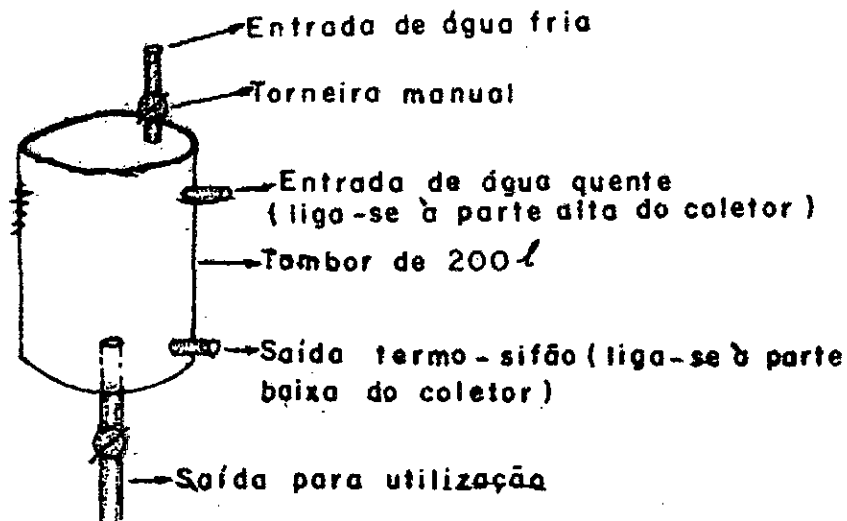 Entrada de água fria
Torneira manual
Entrada de água quente
(liga-se à parte alta do coletor)
Tambor de 200 l
Saída termo-sifão (liga-se à parte
baixa do coletor)
Saída para utilização